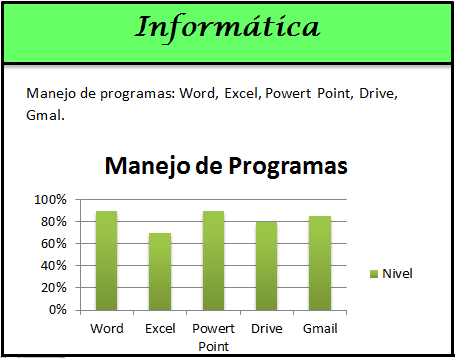 Informática
Manejo de programas: Word, Excel, Powert Point, Drive,
Gmal.
Manejo de Programas
100%
80%
60%
40%
20%
0%
Word Excel Powert Drive Gmail
Point
Nivel